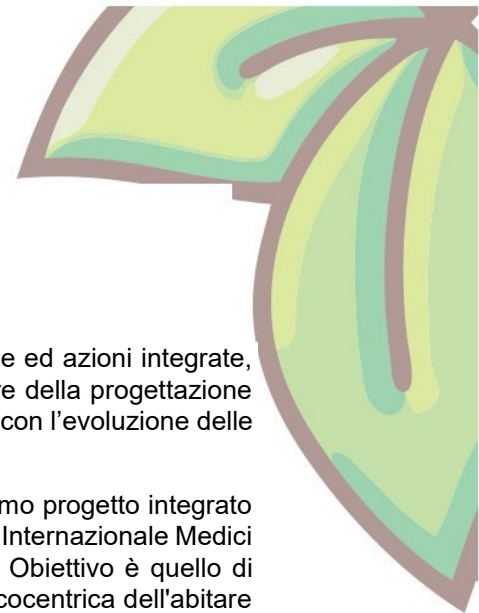 e ed azioni integrate,
e della progettazione
con l’evoluzione delle
mo progetto integrato
Internazionale Medici
Obiettivo è quello di
cocentrica dell'abitare